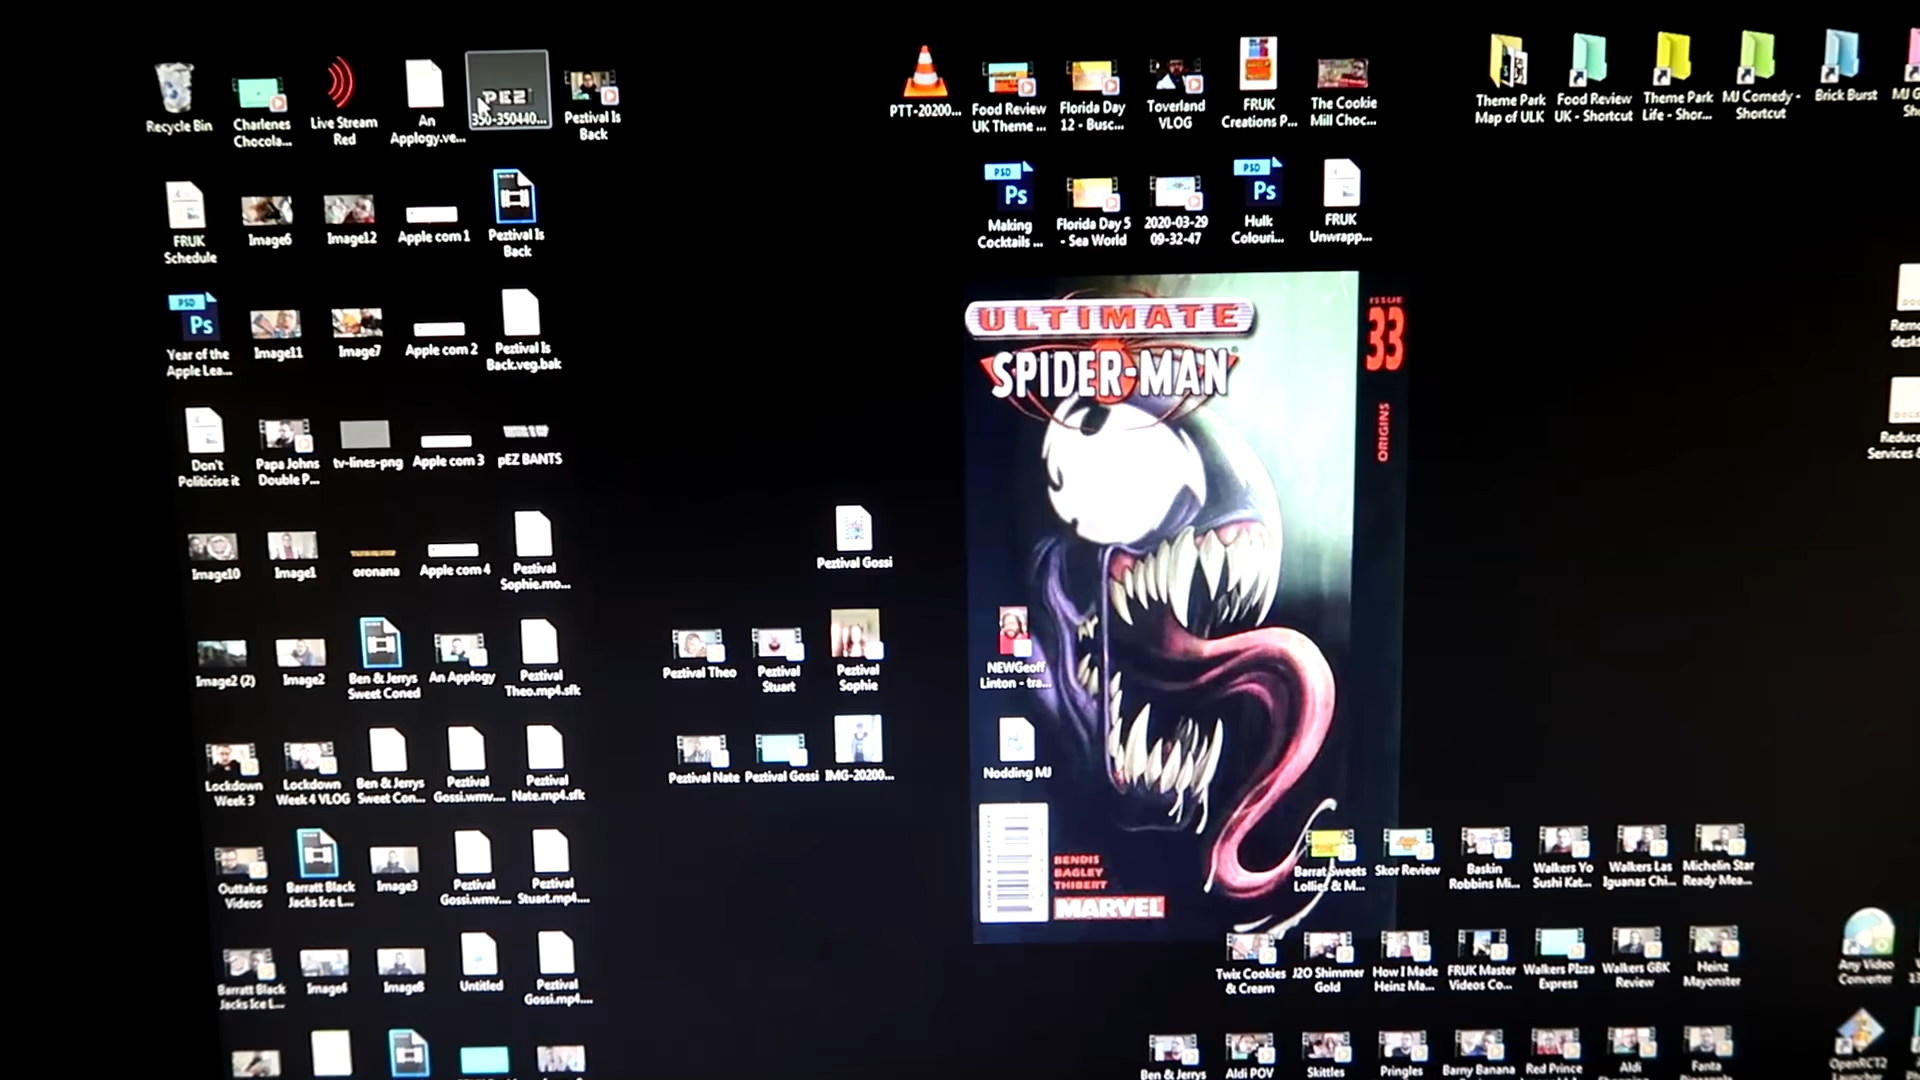 Recycle Bin
Charlenes
Chocola...
Live Stream
Red
An
Applogy.ve...
PEZ
350-350440...
Peztival Is
Back
PTT-20200...
Food Review
UK Theme ...
Florida Day
12 - Busc...
Toverland
VLOG
FRUK
Creations P...
The Cookie
Mill Choc...
Theme Park
Map of ULK
Food Review
UK - Shortcut
Theme Park
Life - Shor...
MJ Comedy -
Shortcut
Brick Burst
FRUK
Schedule
Image6
Image12
Apple com 1
Peztival Is
Back
PSD
Ps
Making
Cocktails ...
Florida Day 5
- Sea World
2020-03-29
09-32-47
PSD
Ps
Hulk
Colouri...
FRUK
Unwrapp...
PSD
Ps
Year of the
Apple Lea...
Image11
Image7
Apple com 2
Peztival Is
Back.veg.bak
ULTIMATE
SPIDER-MAN
ISSUE
33
ORIGINS
Don't
Politicise it
Papa Johns
Double P...
tv-lines-png
Apple com 3
pEZ BANTS
Image10
Image1
oronana
Apple com 4
Peztival
Sophie.mo...
Peztival Gossi
Image2 (2)
Image2
Ben & Jerrys
Sweet Coned
An Applogy
Peztival
Theo.mp4.sfk
Peztival Theo
Peztival
Stuart
Peztival
Sophie
NEWGeoff
Linton - tra...
Lockdown
Week 3
Lockdown
Week 4 VLOG
Ben & Jerrys
Sweet Con...
Peztival
Gossi.wmv....
Peztival
Nate.mp4.sfk
Peztival Nate
Peztival Gossi
IMG-20200...
Nodding MJ
Outtakes
Videos
Barratt Black
Jacks Ice L...
Image3
Peztival
Gossi.wmv....
Peztival
Stuart.mp4....
BENDIS
BAGLEY
THIBERT
MARVEL
Barrat Sweets
Lollies & M...
Skor Review
Baskin
Robbins Mi...
Walkers Yo
Sushi Kat...
Walkers Las
Iguanas Chi...
Michelin Star
Ready Mea...
Barratt Black
Jacks Ice L...
Image4
Image8
Untitled
Peztival
Gossi.mp4....
Twix Cookies
& Cream
J2O Shimmer
Gold
How I Made
Heinz Ma...
FRUK Master
Videos Co...
Walkers Pizza
Express
Walkers GBK
Review
Heinz
Mayonster
Any Video
Converter
Ben & Jerrys
Aldi POV
Skittles
Pringles
Barny Banana
Red Prince
Aldi
Fanta
OpenRCT2